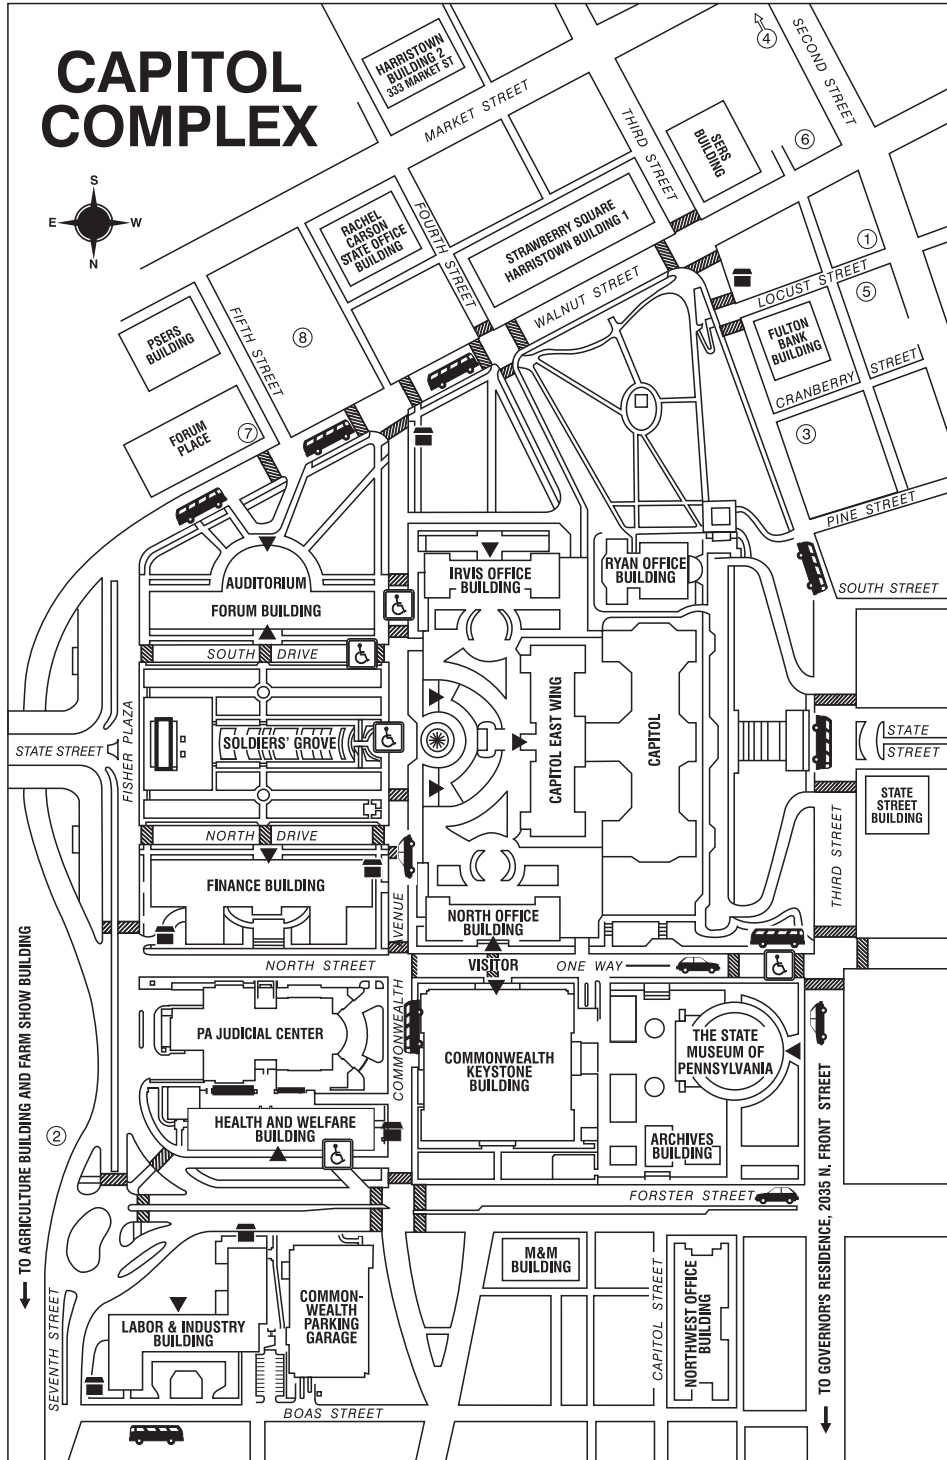 CAPITOL
COMPLEX
S
E
W
N
HARRISTOWN
BUILDING 2
333 MARKET ST
MARKET STREET
4
SECOND STREET
THIRD STREET
SERS
BUILDING
6
RACHEL
CARSON
STATE OFFICE
BUILDING
FOURTH STREET
STRAWBERRY SQUARE
HARRISTOWN BUILDING 1
WALNUT STREET
1
LOCUST STREET
5
PSERS
BUILDING
FIFTH STREET
8
FULTON
BANK
BUILDING
CRANBERRY STREET
FORUM
PLACE
7
3
PINE STREET
AUDITORIUM
FORUM BUILDING
IRVIS OFFICE
BUILDING
RYAN OFFICE
BUILDING
SOUTH STREET
SOUTH DRIVE
FISHER PLAZA
STATE STREET
SOLDIERS' GROVE
CAPITOL EAST WING
CAPITOL
STATE
STREET
STATE
STREET
BUILDING
NORTH DRIVE
THIRD STREET
FINANCE BUILDING
NORTH OFFICE
BUILDING
COMMONWEALTH AVENUE
NORTH STREET
VISITOR
ONE WAY
PA JUDICIAL CENTER
COMMONWEALTH
KEYSTONE
BUILDING
THE STATE
MUSEUM OF
PENNSYLVANIA
HEALTH AND WELFARE
BUILDING
ARCHIVES
BUILDING
2
TO AGRICULTURE BUILDING AND FARM SHOW BUILDING
FORSTER STREET
TO GOVERNOR'S RESIDENCE, 2035 N. FRONT STREET
M&M
BUILDING
CAPITOL STREET
NORTHWEST OFFICE
BUILDING
COMMON-
WEALTH
PARKING
GARAGE
LABOR & INDUSTRY
BUILDING
SEVENTH STREET
BOAS STREET